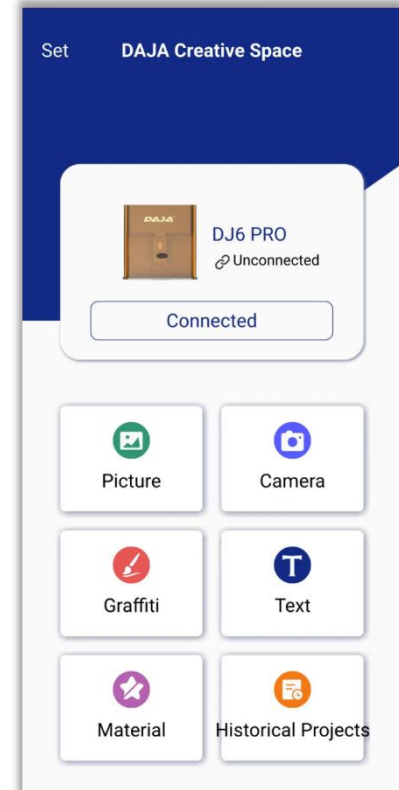 Set DAJA Creative Space
DAJA
DJ6 PRO
Unconnected
Connected
Picture Camera
Graffiti Text
Material Historical Projects